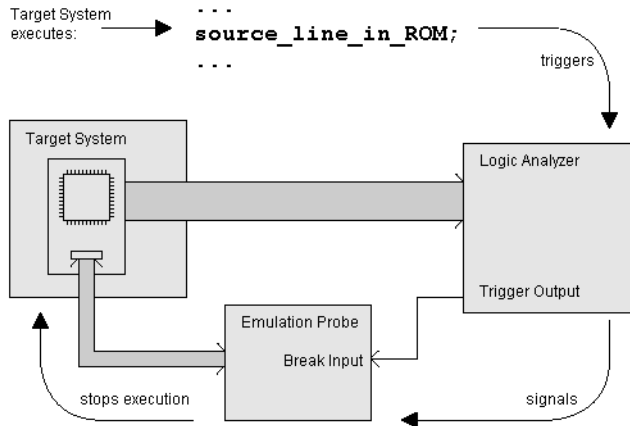 Target System
executes:
...
source_line_in_ROM;
...
triggers
Target System
Logic Analyzer
Trigger Output
Emulation Probe
Break Input
stops execution
signals